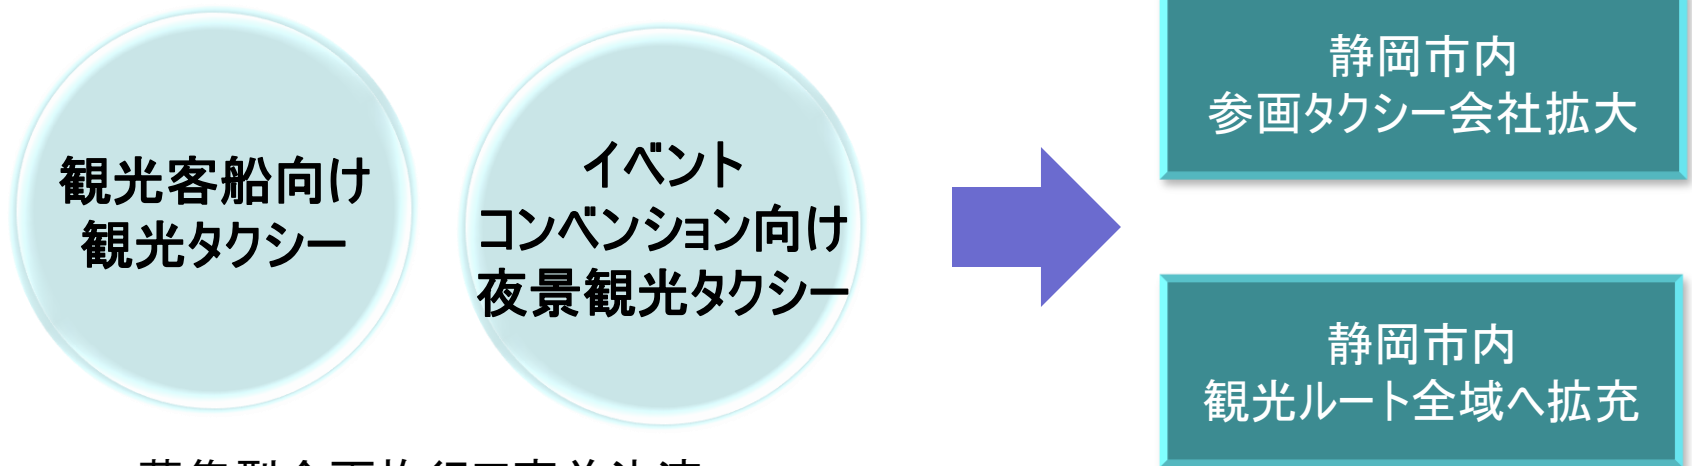 観光客船向け
観光タクシー
イベント
コンベンション向け
夜景観光タクシー
静岡市内
参画タクシー会社拡大
静岡市内
観光ルート全域へ拡充